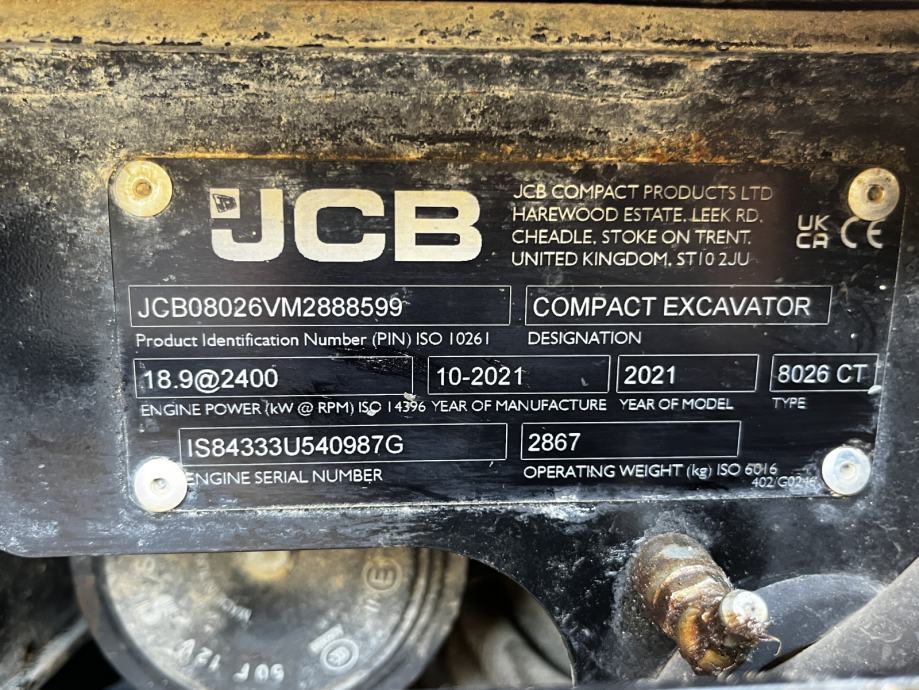 JCB
JCB COMPACT PRODUCTS LTD
HAREWOOD ESTATE, LEEK RD,
CHEADLE, STOKE ON TRENT,
UNITED KINGDOM, ST10 2JU
UK
CA
CE
JCB08026VM2888599
COMPACT EXCAVATOR
Product Identification Number (PIN) ISO 10261
DESIGNATION
18.9@2400
10-2021
2021
8026 CT
ENGINE POWER (kW @ RPM) ISO 14396
YEAR OF MANUFACTURE
YEAR OF MODEL
TYPE
IS84333U540987G
2867
ENGINE SERIAL NUMBER
OPERATING WEIGHT (kg) ISO 6016
402/G0246
12V